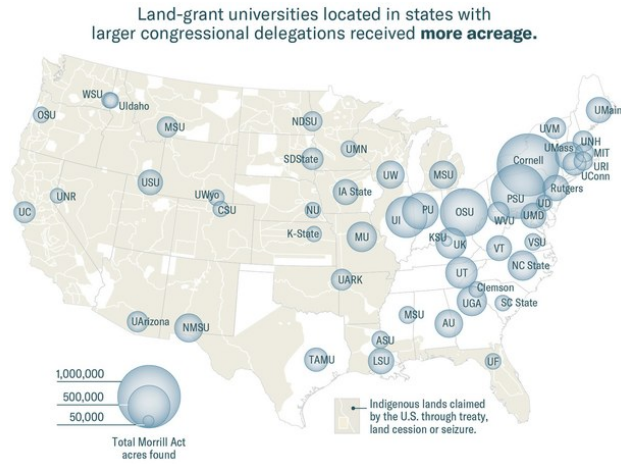 Land-grant universities located in states with
larger congressional delegations received more acreage.
WSU
UIdaho
OSU
MSU
NDSU
UMN
SDState
UW
MSU
UMain
UVM
UNH
UMass
MIT
URI
UConn
Cornell
Rutgers
PSU
UD
UMD
WVU
USU
UWyo
CSU
UNR
UC
IA State
NU
K-State
MU
UI
PU
OSU
KSU
UK
VT
VSU
NC State
UT
Clemson
UGA
SC State
UARK
MSU
AU
UArizona
NMSU
TAMU
ASU
LSU
UF
1,000,000
500,000
50,000
Total Morrill Act
acres found
Indigenous lands claimed
by the U.S. through treaty,
land cession or seizure.